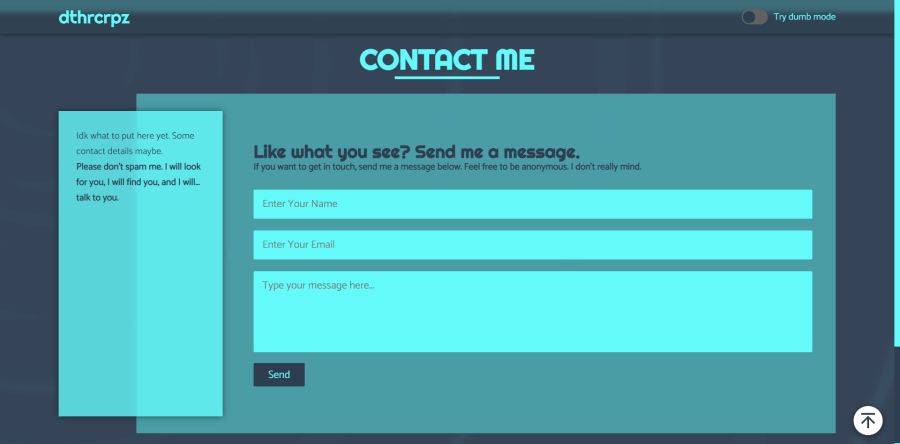 dthrcrpz
Try dumb mode
CONTACT ME
Idk what to put here yet. Some
contact details maybe.
Please don't spam me. I will look
for you, I will find you, and I will...
talk to you.
Like what you see? Send me a message.
If you want to get in touch, send me a message below. Feel free to be anonymous. I don't really mind.
Enter Your Name
Enter Your Email
Type your message here...
Send